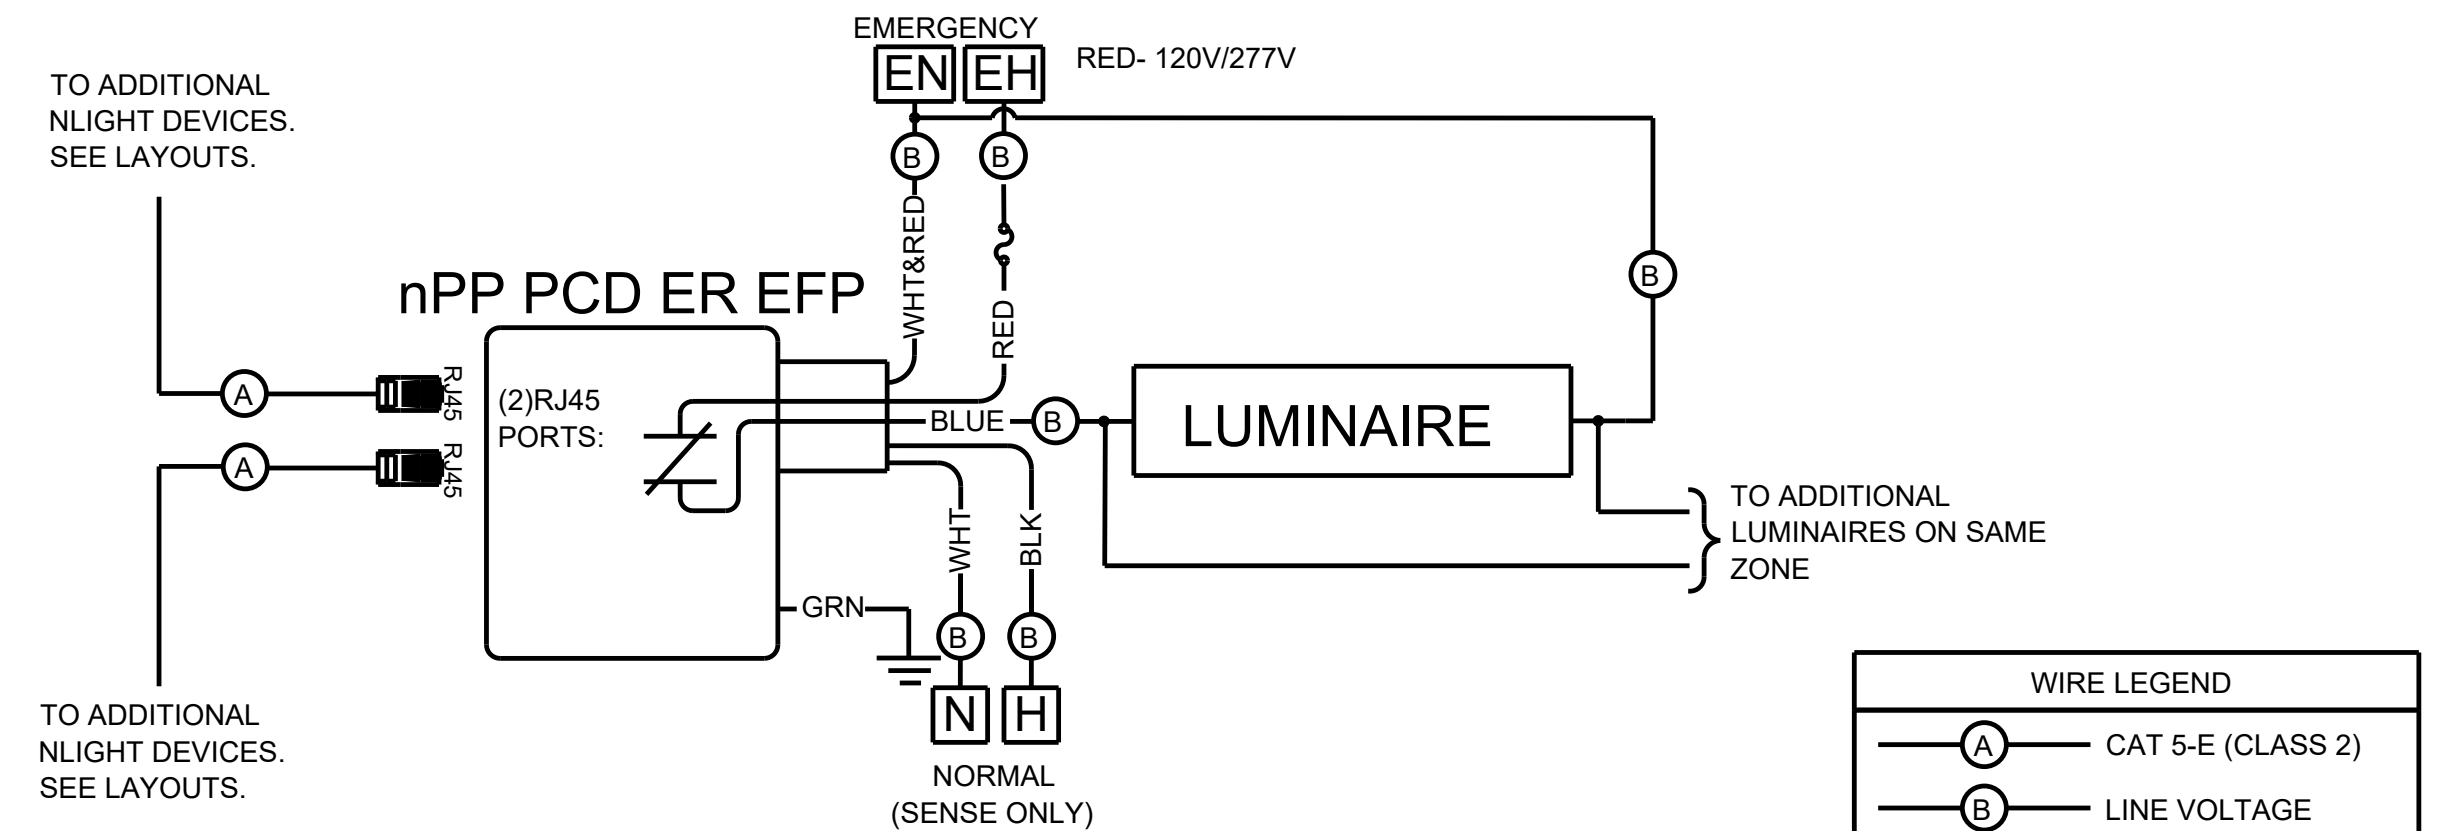 EMERGENCY
EN
EH
RED- 120V/277V
TO ADDITIONAL
NLIGHT DEVICES.
SEE LAYOUTS.
B
B
WHT&RED
RED
B
nPP PCD ER EFP
A
RJ45
(2)RJ45
PORTS:
BLUE
B
LUMINAIRE
A
RJ45
WHT
BLK
TO ADDITIONAL
LUMINAIRES ON SAME
ZONE
GRN
B
B
N
H
NORMAL
(SENSE ONLY)
TO ADDITIONAL
NLIGHT DEVICES.
SEE LAYOUTS.
WIRE LEGEND
A
CAT 5-E (CLASS 2)
B
LINE VOLTAGE